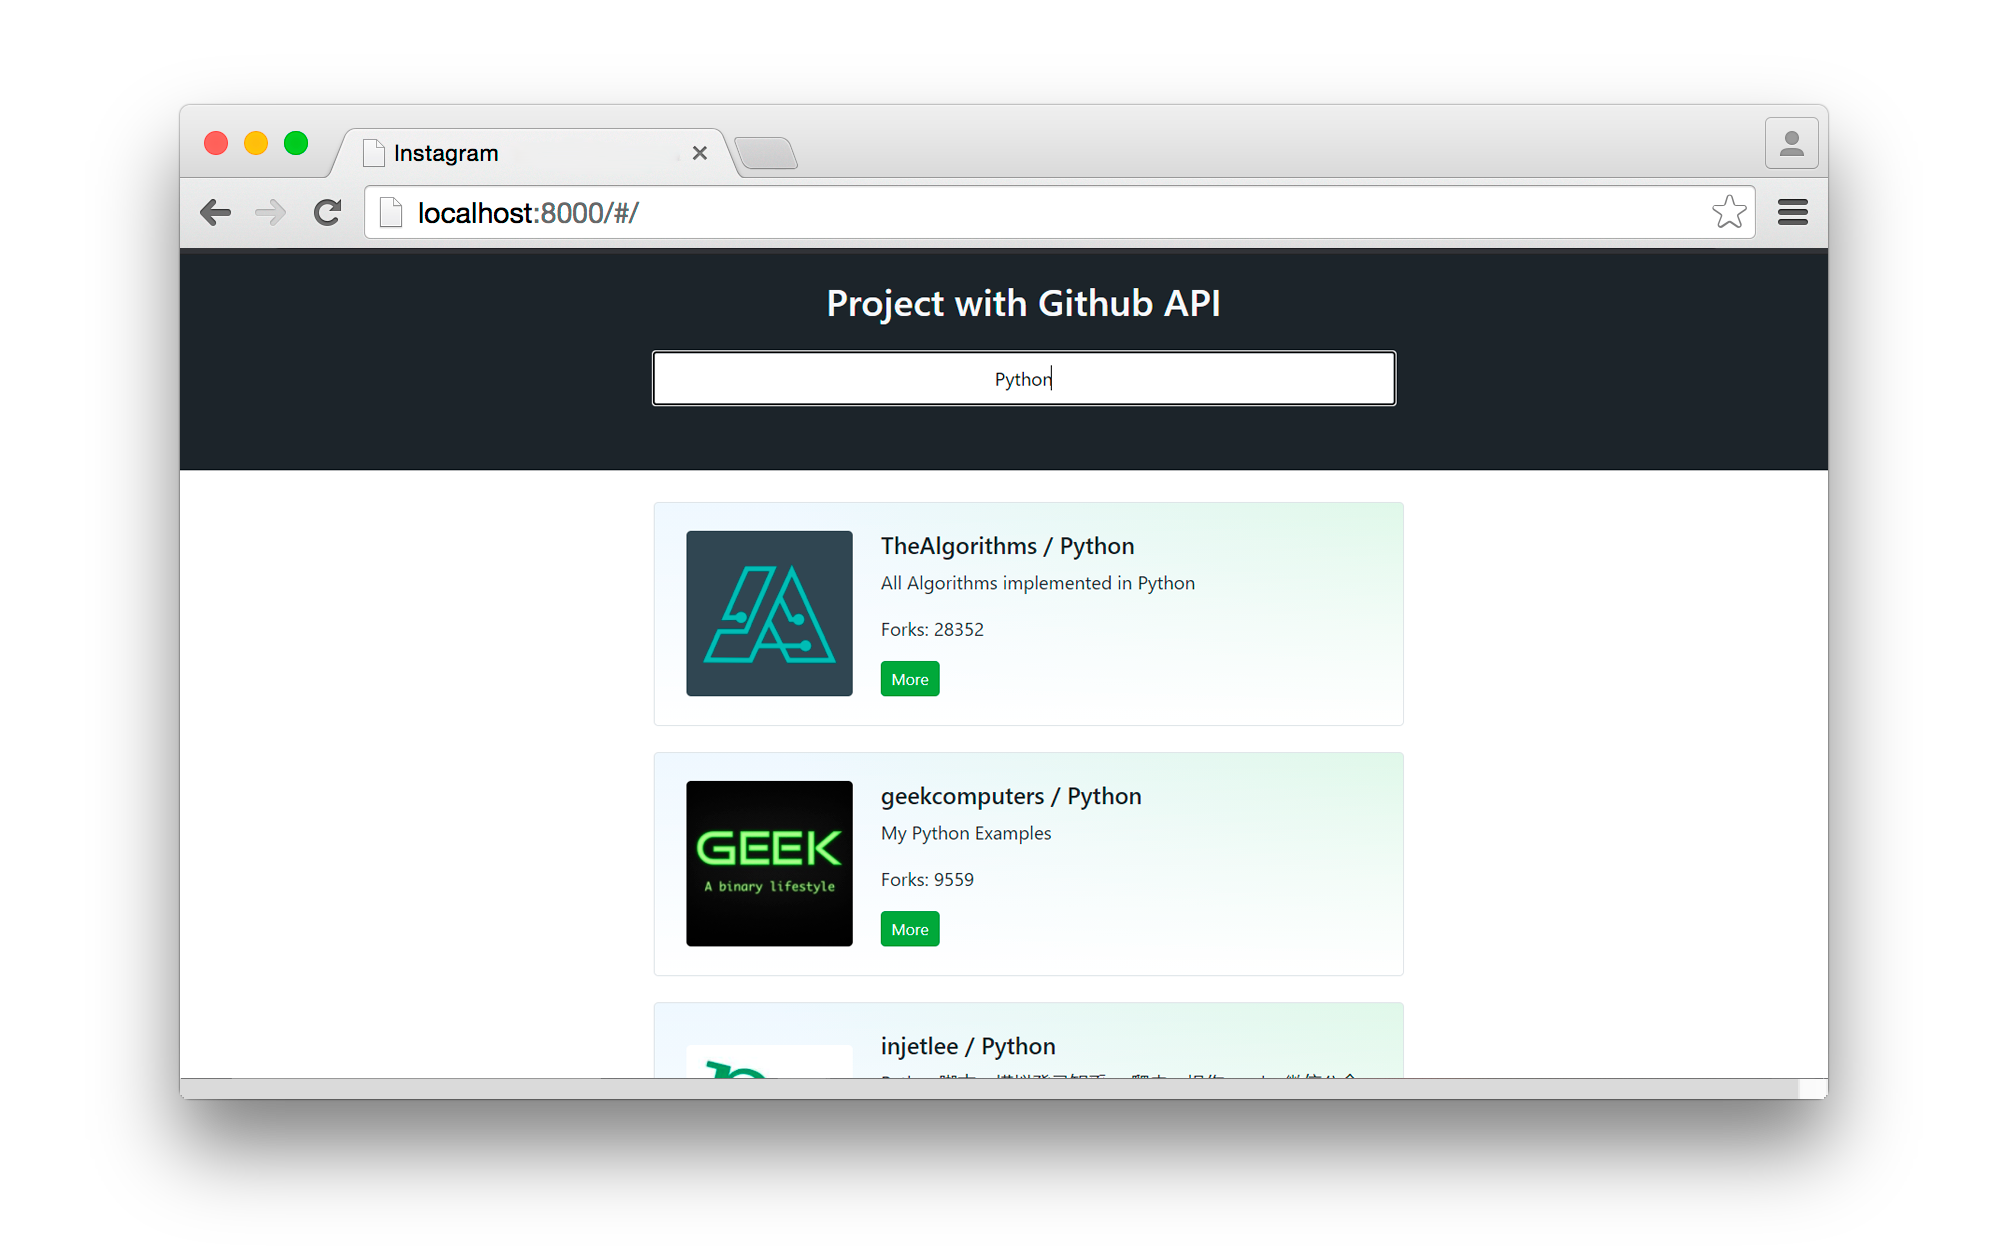 Instagram
localhost:8000/#/
Project with Github API
Python
TheAlgorithms / Python
All Algorithms implemented in Python
Forks: 28352
More
GEEK
A binary lifestyle
geekcomputers / Python
My Python Examples
Forks: 9559
More
injetlee / Python